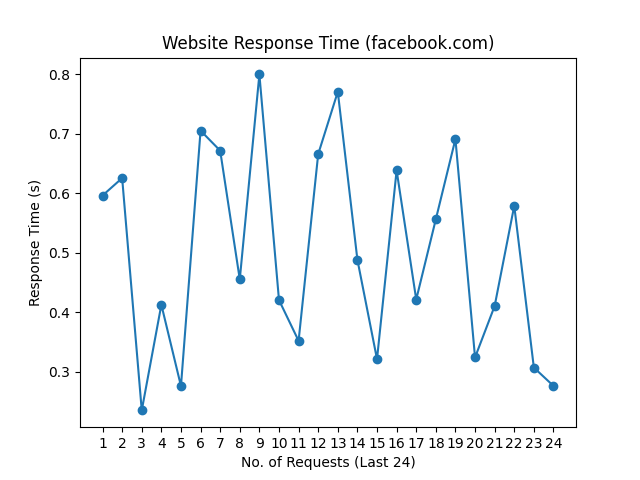 Website Response Time (facebook.com)
0.8
0.7
0.6
0.5
0.4
0.3
Response Time (s)
1 2 3 4 5 6 7 8 9 10 11 12 13 14 15 16 17 18 19 20 21 22 23 24
No. of Requests (Last 24)